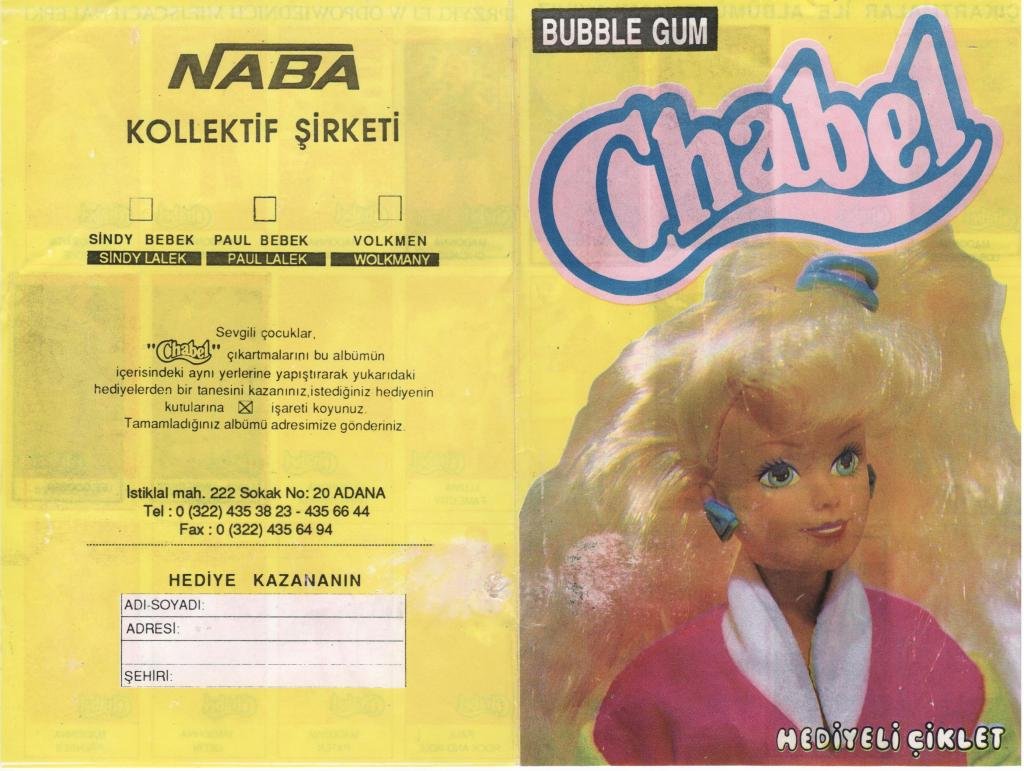 NABA
KOLLEKTİF ŞİRKETİ
SİNDY BEBEK PAUL BEBEK VOLKMEN
SİNDY LALEK PAUL LALEK WOLKMANY
Sevgili çocuklar,
"Chabel" çıkartmalarını bu albümün
içerisindeki aynı yerlerine yapıştırarak yukarıdaki
hediyelerden bir tanesini kazanınız,istediğiniz hediyenin
kutularına ☒ işareti koyunuz.
Tamamladığınız albümü adresimize gönderiniz.
İstiklal mah. 222 Sokak No: 20 ADANA
Tel : 0 (322) 435 38 23 - 435 66 44
Fax : 0 (322) 435 64 94
HEDİYE KAZANANIN
ADI-SOYADI:
ADRESİ:
ŞEHİRİ:
BUBBLE GUM
Chabel
HEDİYELİ ÇİKLET